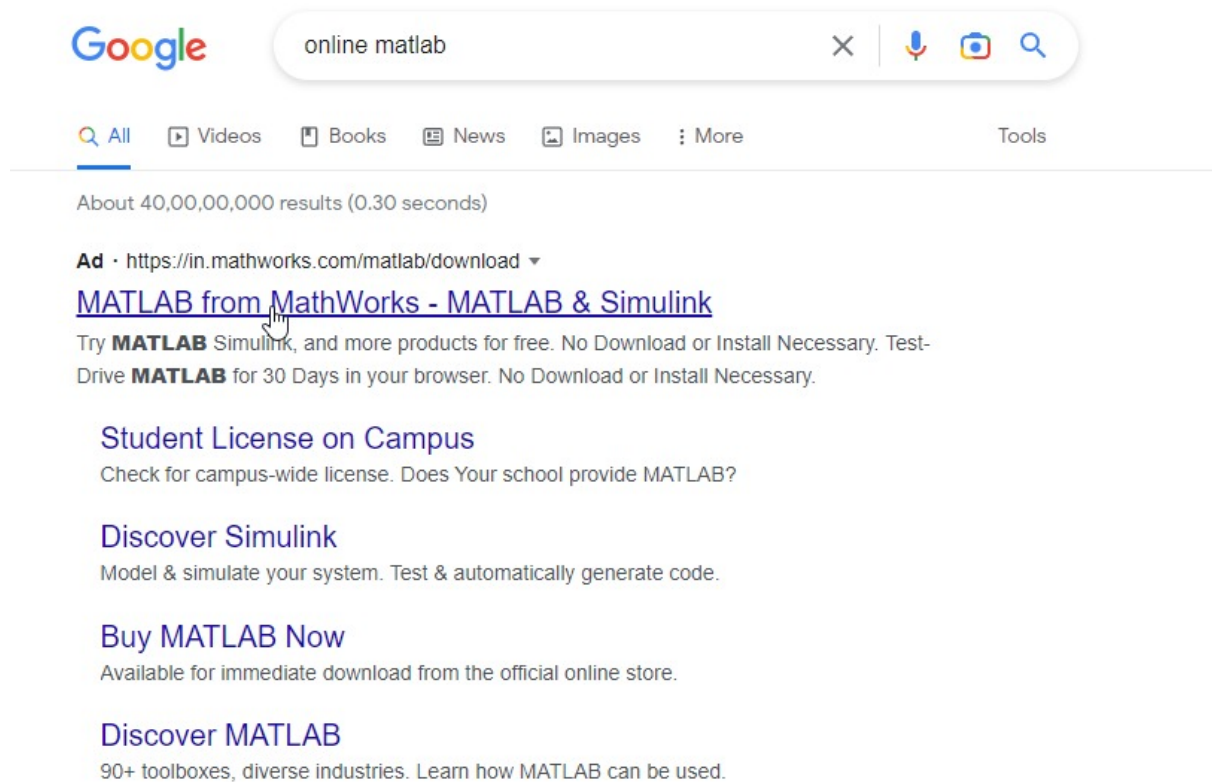 Google
online matlab
All Videos Books News Images More Tools
About 40,00,00,000 results (0.30 seconds)
Ad · https://in.mathworks.com/matlab/download
MATLAB from MathWorks - MATLAB & Simulink
Try MATLAB Simulink, and more products for free. No Download or Install Necessary. Test-
Drive MATLAB for 30 Days in your browser. No Download or Install Necessary.
Student License on Campus
Check for campus-wide license. Does Your school provide MATLAB?
Discover Simulink
Model & simulate your system. Test & automatically generate code.
Buy MATLAB Now
Available for immediate download from the official online store.
Discover MATLAB
90+ toolboxes, diverse industries. Learn how MATLAB can be used.